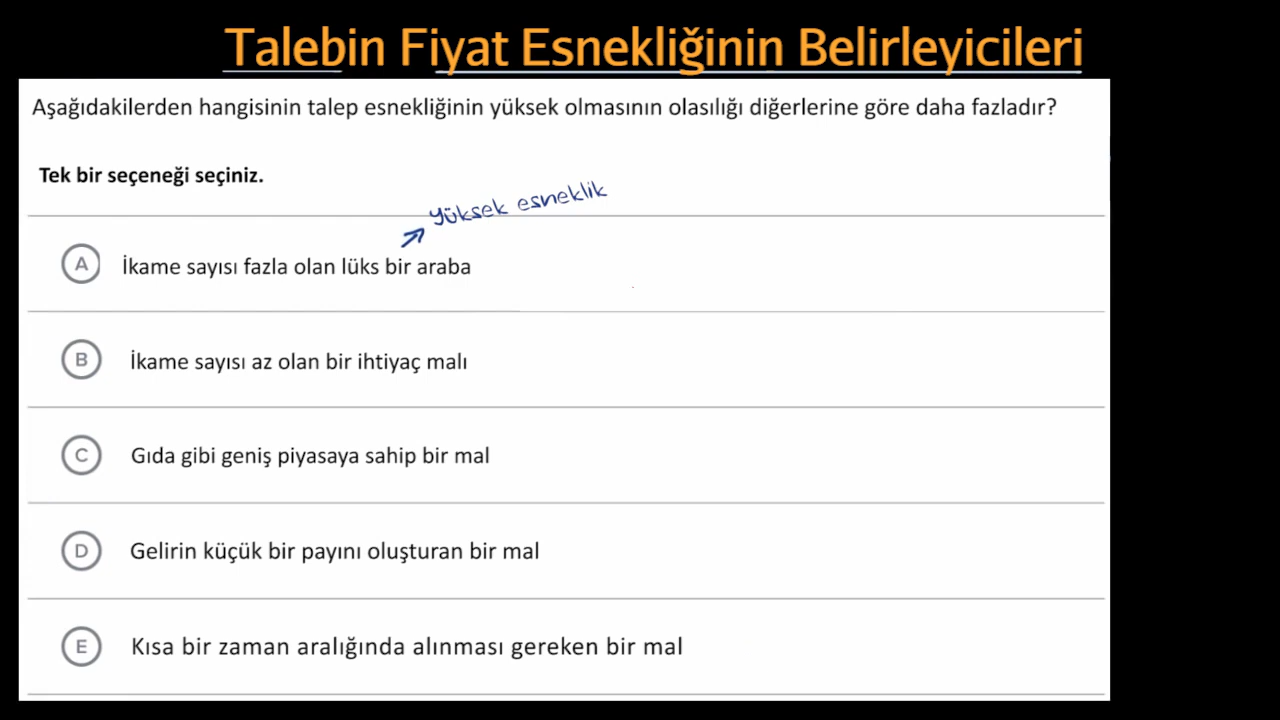 Talebin Fiyat Esnekliğinin Belirleyicileri
Aşağıdakilerden hangisinin talep esnekliğinin yüksek olmasının olasılığı diğerlerine göre daha fazladır?
Tek bir seçeneği seçiniz.
yüksek esneklik
A İkame sayısı fazla olan lüks bir araba
B İkame sayısı az olan bir ihtiyaç malı
C Gıda gibi geniş piyasaya sahip bir mal
D Gelirin küçük bir payını oluşturan bir mal
E Kısa bir zaman aralığında alınması gereken bir mal